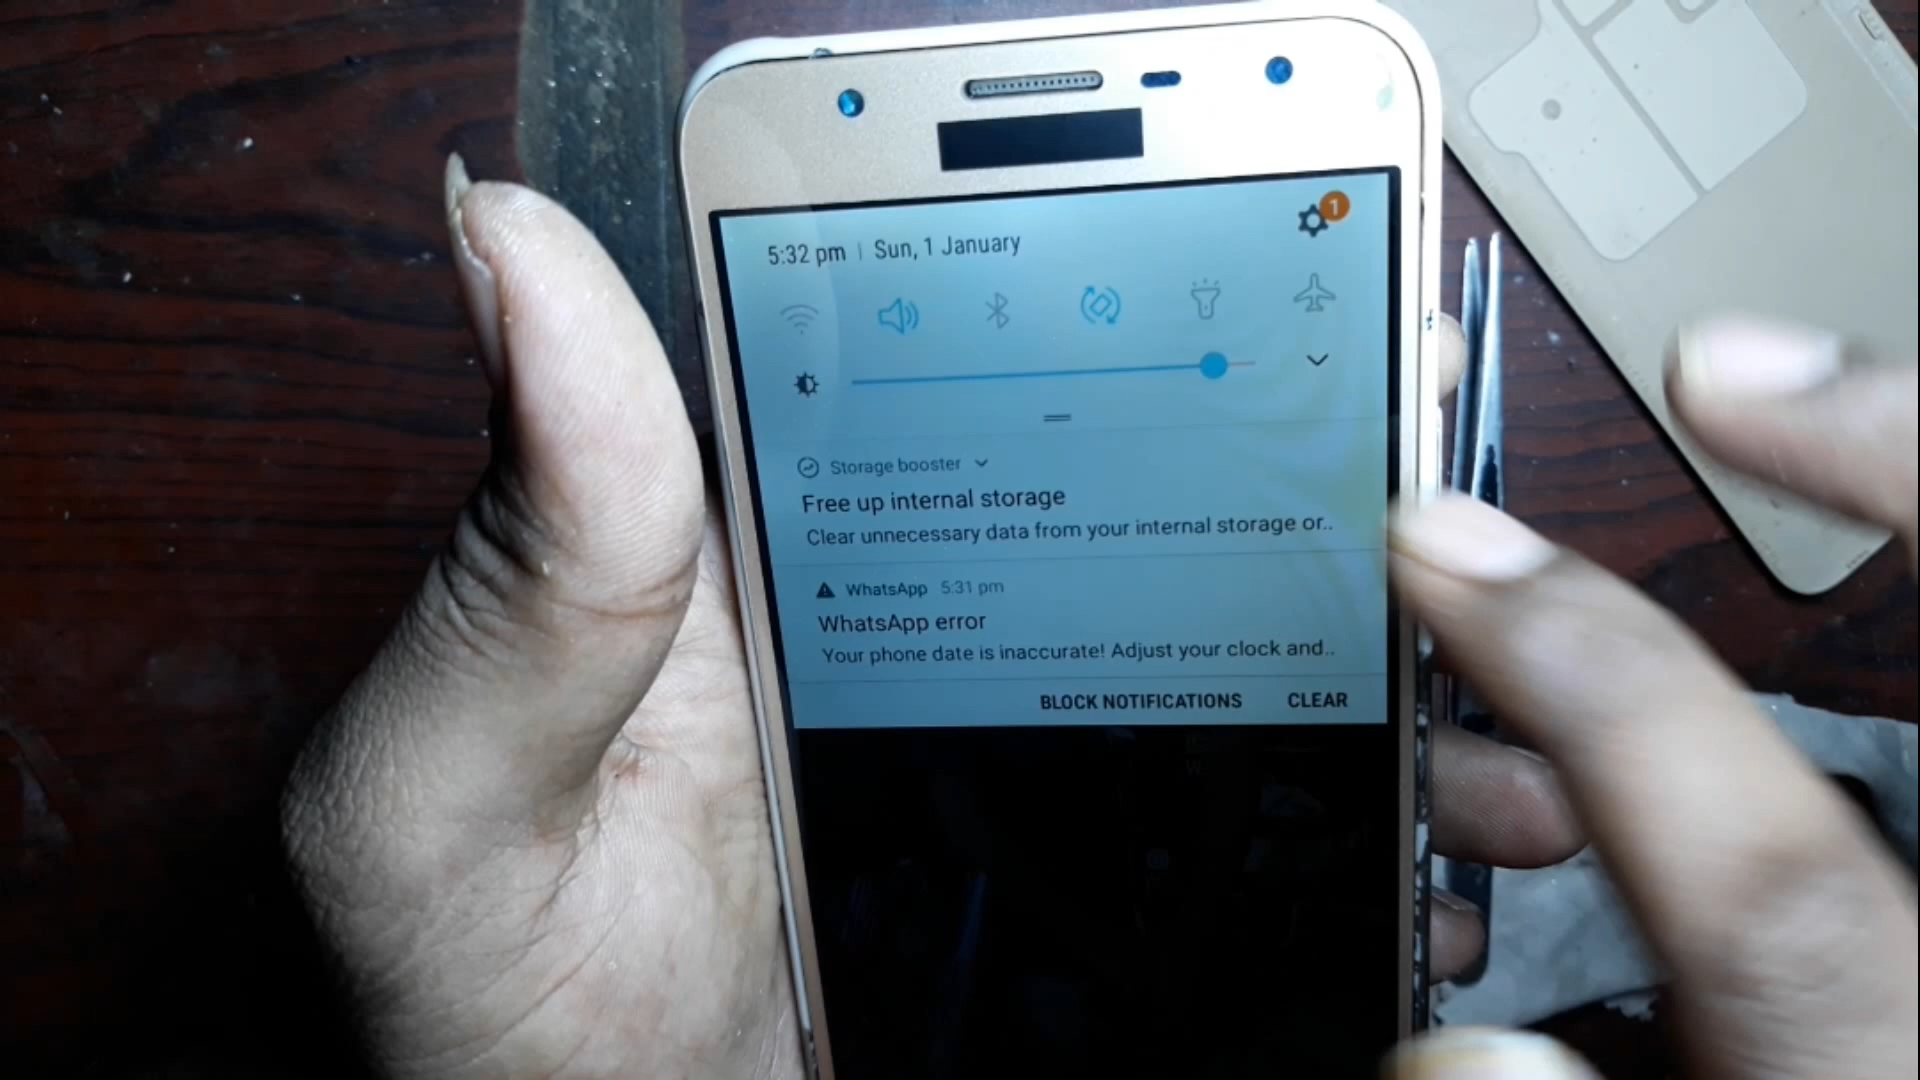 1
5:32 pm | Sun, 1 January
Storage booster
Free up internal storage
Clear unnecessary data from your internal storage or..
WhatsApp 5:31 pm
WhatsApp error
Your phone date is inaccurate! Adjust your clock and..
BLOCK NOTIFICATIONS CLEAR